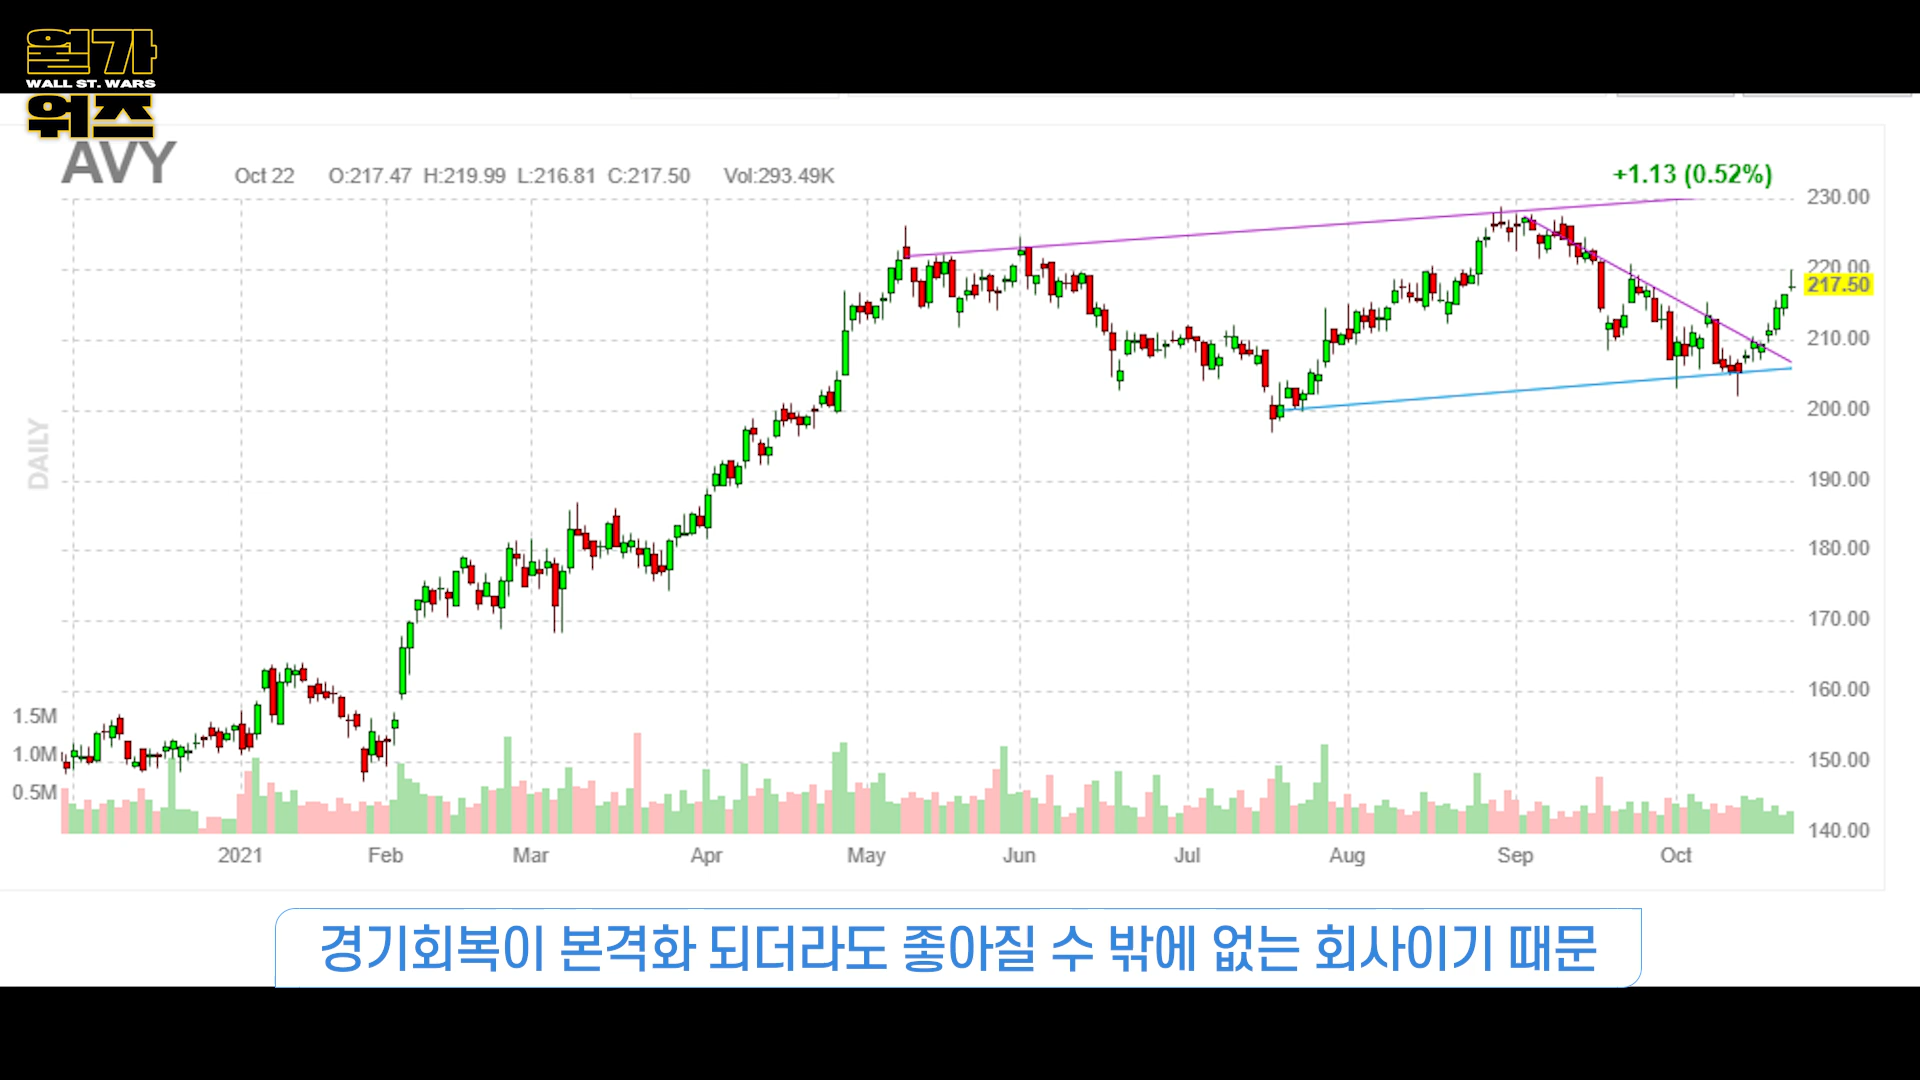 월가
WALL ST. WARS
워즈
AVY
Oct 22 O:217.47 H:219.99 L:216.81 C:217.50 Vol:293.49K
+1.13 (0.52%)
230.00
220.00
217.50
210.00
200.00
190.00
180.00
170.00
160.00
150.00
140.00
DAILY
1.5M
1.0M
0.5M
2021 Feb Mar Apr May Jun Jul Aug Sep Oct
경기회복이 본격화 되더라도 좋아질 수 밖에 없는 회사이기 때문